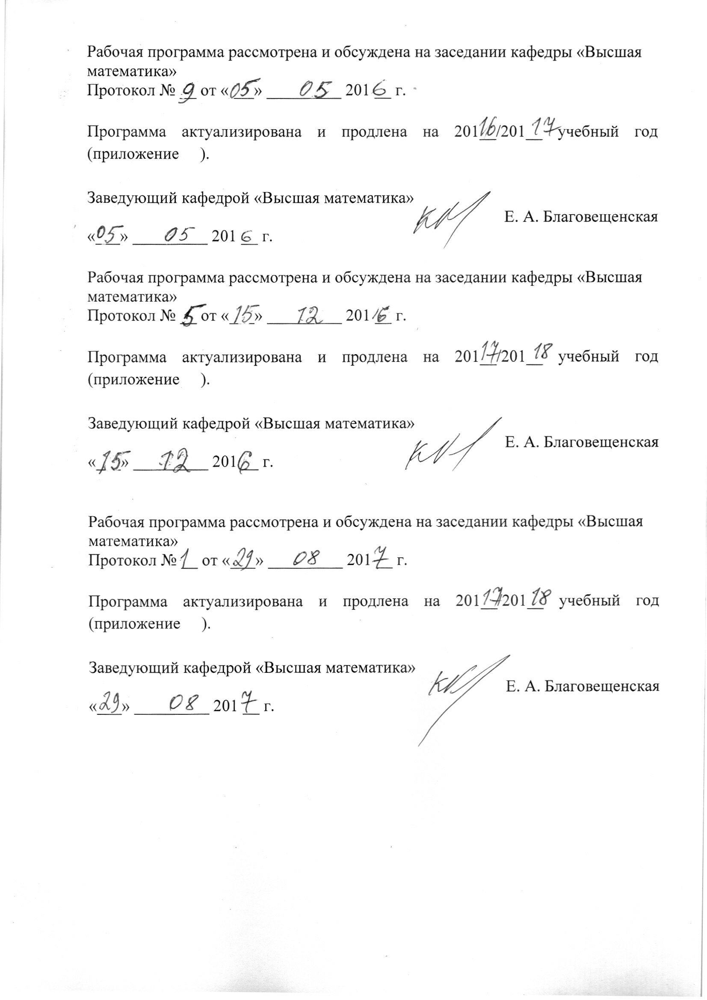 Рабочая программа рассмотрена и обсуждена на заседании кафедры «Высшая
математика»
Протокол № 9 от «05» 05 2016 г.
Программа актуализирована и продлена на 20116/20117 учебный год
(приложение ).
Заведующий кафедрой «Высшая математика»
Е. А. Благовещенская
«05» 05 2016 г.
Рабочая программа рассмотрена и обсуждена на заседании кафедры «Высшая
математика»
Протокол № 5 от «15» 12 20116 г.
Программа актуализирована и продлена на 20117/20118 учебный год
(приложение ).
Заведующий кафедрой «Высшая математика»
Е. А. Благовещенская
«15» 12 2016 г.
Рабочая программа рассмотрена и обсуждена на заседании кафедры «Высшая
математика»
Протокол № 1 от «29» 08 2017 г.
Программа актуализирована и продлена на 20117/20118 учебный год
(приложение ).
Заведующий кафедрой «Высшая математика»
Е. А. Благовещенская
«29» 08 2017 г.